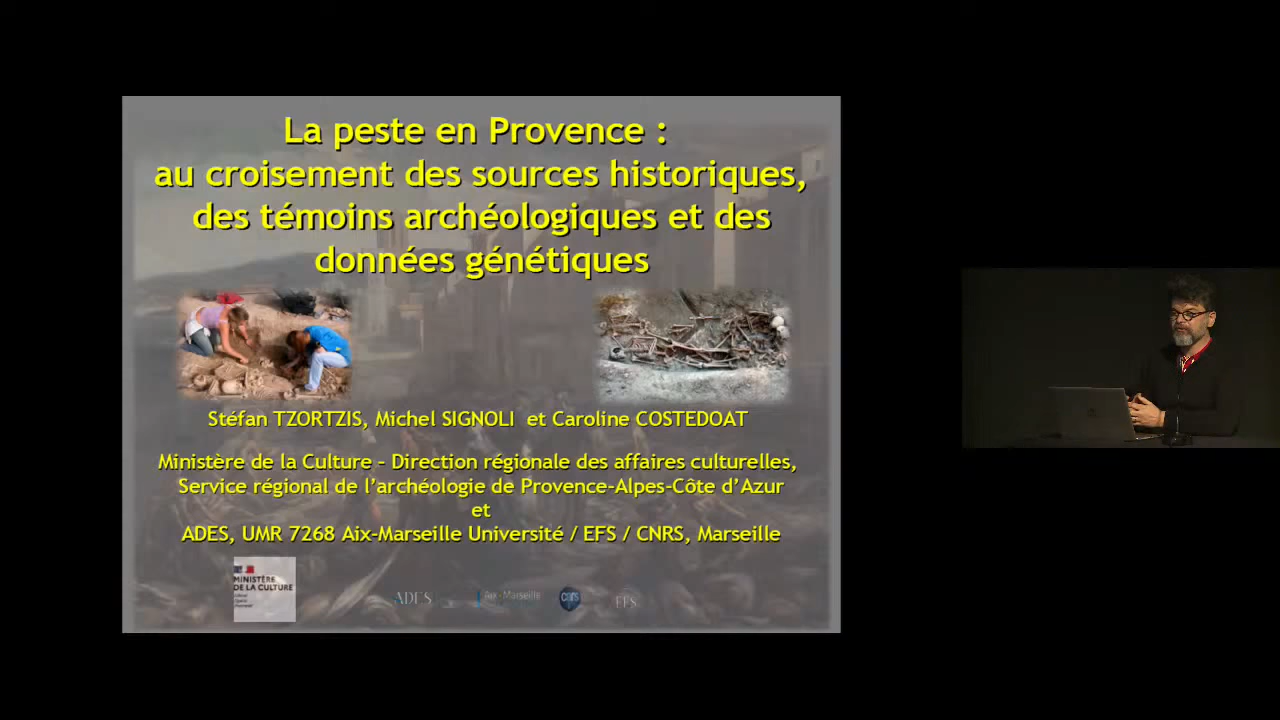 La peste en Provence :
au croisement des sources historiques,
des témoins archéologiques et des
données génétiques
Stéfan TZORTZIS, Michel SIGNOLI et Caroline COSTEDOAT
Ministère de la Culture – Direction régionale des affaires culturelles,
Service régional de l’archéologie de Provence-Alpes-Côte d’Azur
et
ADES, UMR 7268 Aix-Marseille Université / EFS / CNRS, Marseille
MINISTÈRE
DE LA CULTURE
ADES
Aix-Marseille
cnrs
EFS